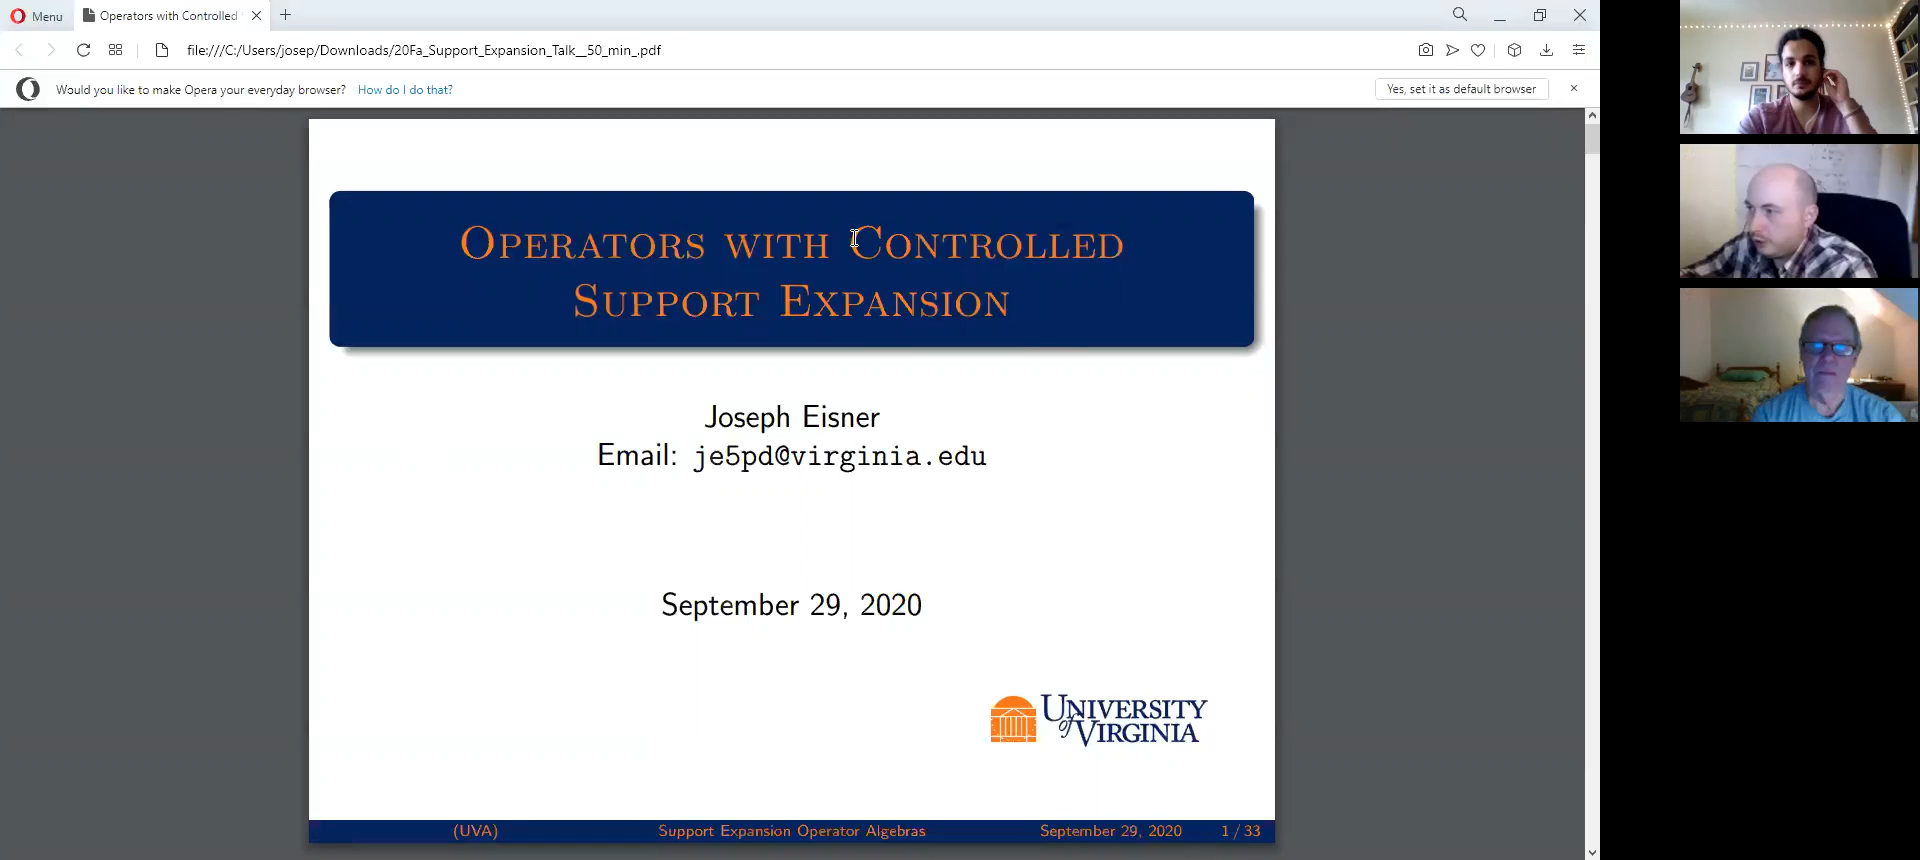 Menu
Operators with Controlled
file:///C:/Users/josep/Downloads/20Fa_Support_Expansion_Talk__50_min_.pdf
Would you like to make Opera your everyday browser? How do I do that?
Yes, set it as default browser
Operators with Controlled
Support Expansion
Joseph Eisner
Email: je5pd@virginia.edu
September 29, 2020
University
of Virginia
(UVA) Support Expansion Operator Algebras September 29, 2020 1 / 33